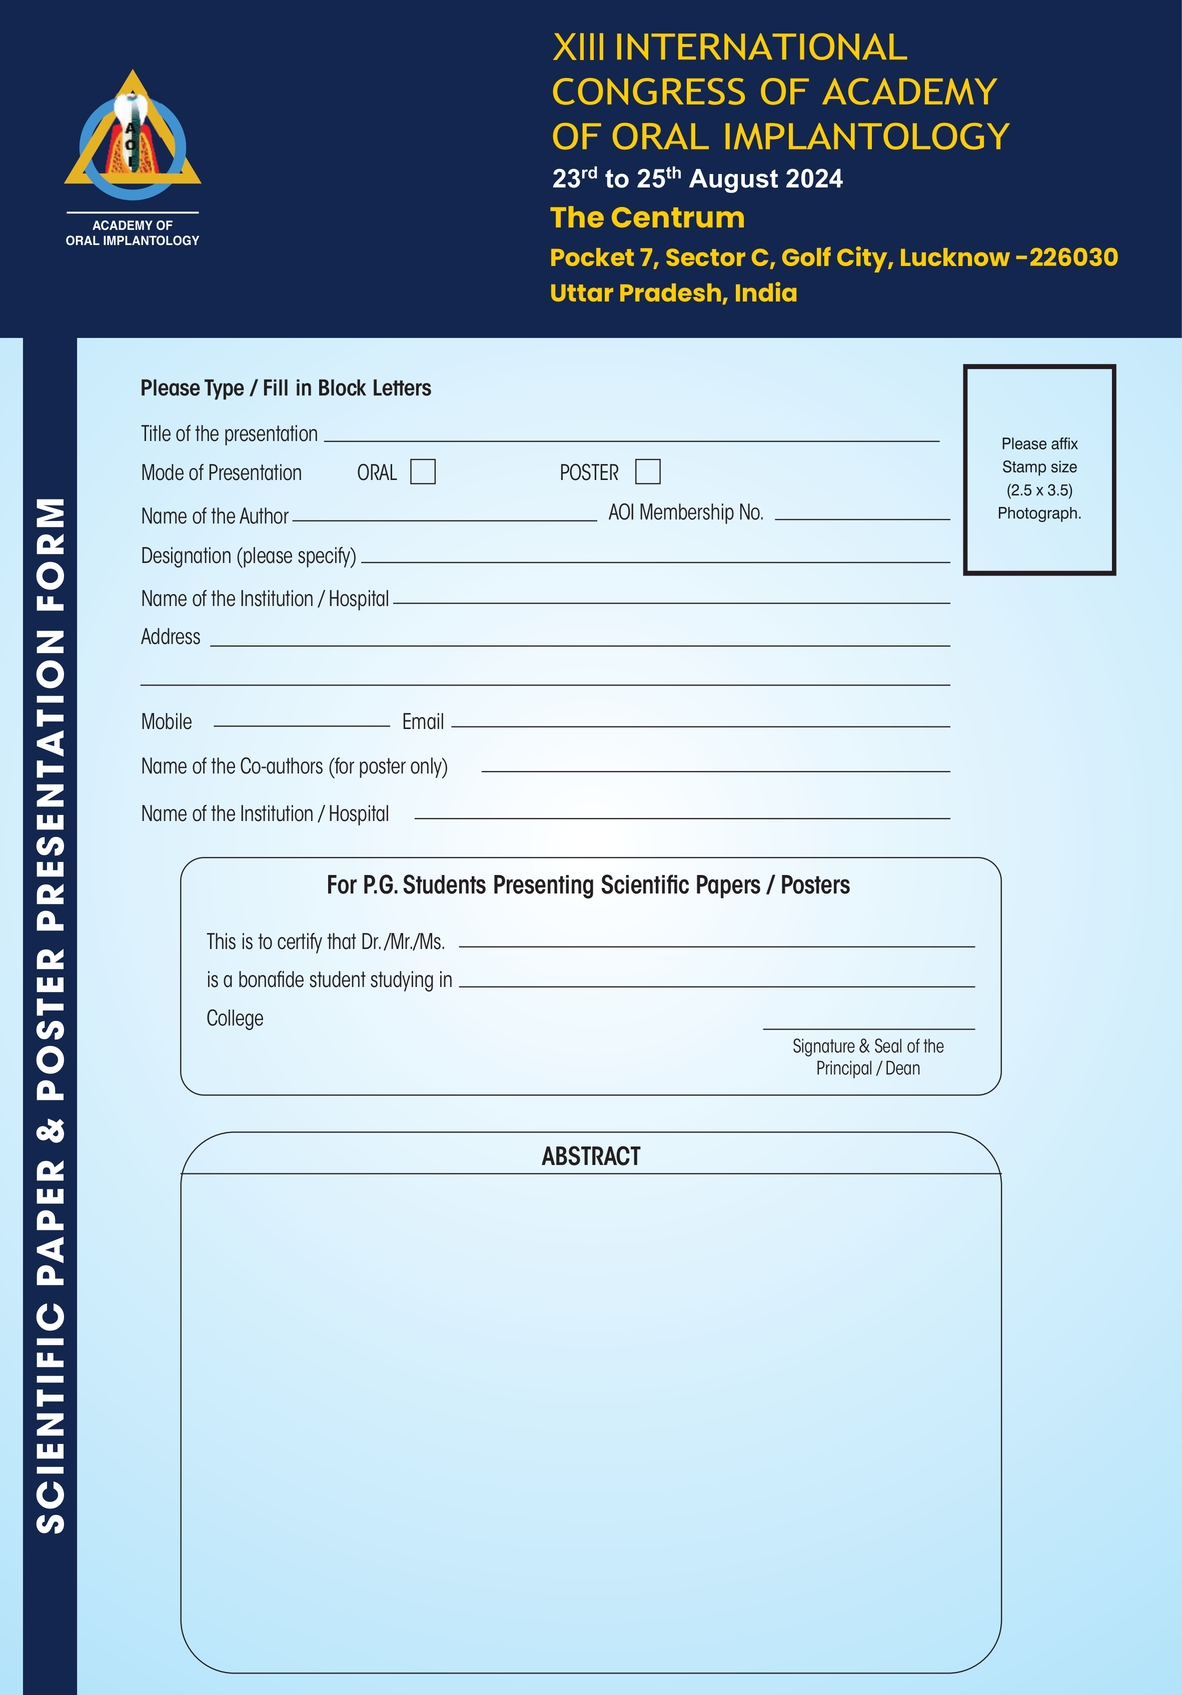 XIII INTERNATIONAL
CONGRESS OF ACADEMY
OF ORAL IMPLANTOLOGY
23rd to 25th August 2024
The Centrum
Pocket 7, Sector C, Golf City, Lucknow -226030
Uttar Pradesh, India
AOI
ACADEMY OF
ORAL IMPLANTOLOGY
SCIENTIFIC PAPER & POSTER PRESENTATION FORM
Please Type / Fill in Block Letters
Title of the presentation
Mode of Presentation ORAL POSTER
Name of the Author AOI Membership No.
Designation (please specify)
Name of the Institution / Hospital
Address
Mobile Email
Name of the Co-authors (for poster only)
Name of the Institution / Hospital
Please affix
Stamp size
(2.5 x 3.5)
Photograph.
For P.G. Students Presenting Scientific Papers / Posters
This is to certify that Dr./Mr./Ms.
is a bonafide student studying in
College
Signature & Seal of the
Principal / Dean
ABSTRACT